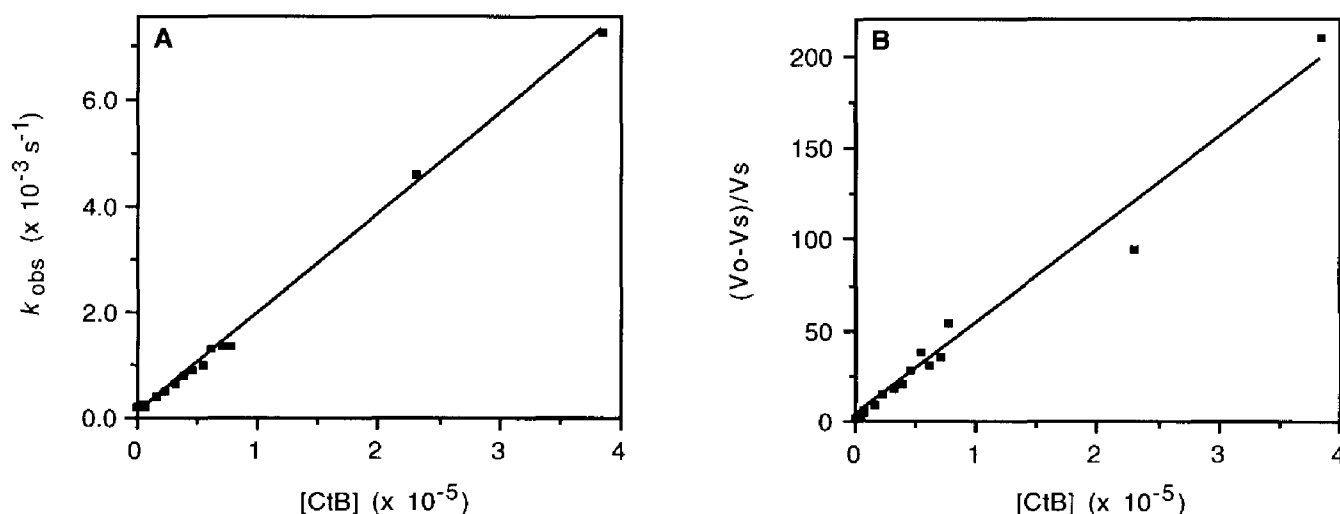 A
k obs (x 10⁻³ s⁻¹)
6.0
4.0
2.0
0.0
0 1 2 3 4
[CtB] (x 10⁻⁵)
B
(Vo-Vs)/Vs
200
150
100
50
0
0 1 2 3 4
[CtB] (x 10⁻⁵)